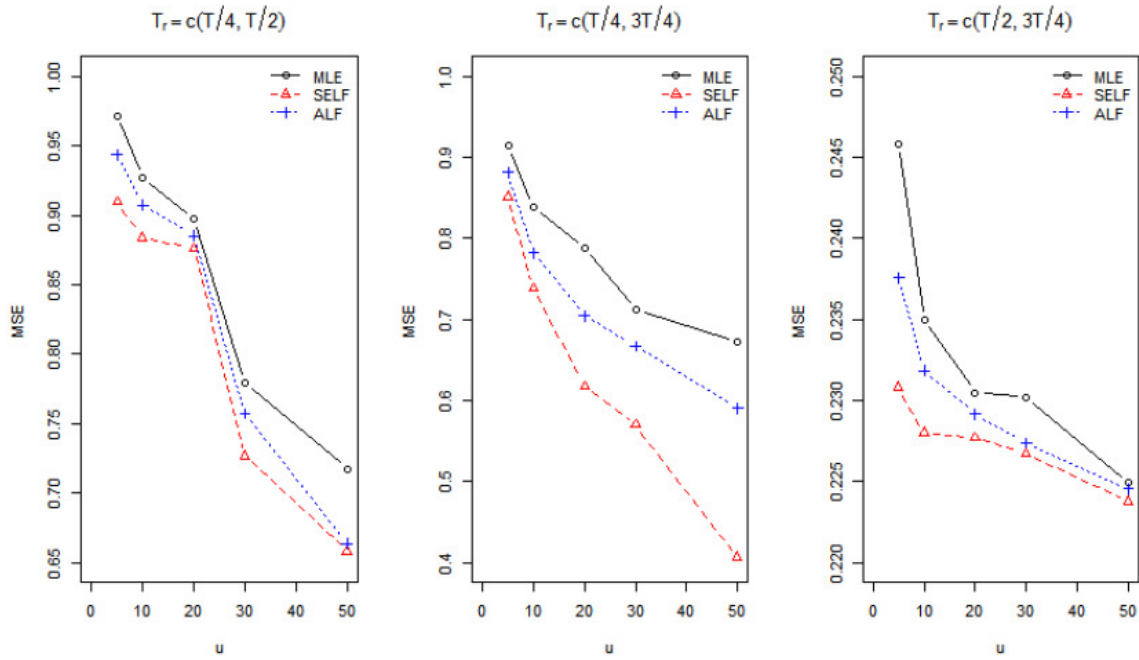 T_r = c(T/4, T/2)
1.00
0.95
0.90
0.85
0.80
0.75
0.70
0.65
MSE
MLE
SELF
ALF
0 10 20 30 40 50
u
T_r = c(T/4, 3T/4)
1.0
0.9
0.8
0.7
0.6
0.5
0.4
MSE
MLE
SELF
ALF
0 10 20 30 40 50
u
T_r = c(T/2, 3T/4)
0.250
0.245
0.240
0.235
0.230
0.225
0.220
MSE
MLE
SELF
ALF
0 10 20 30 40 50
u